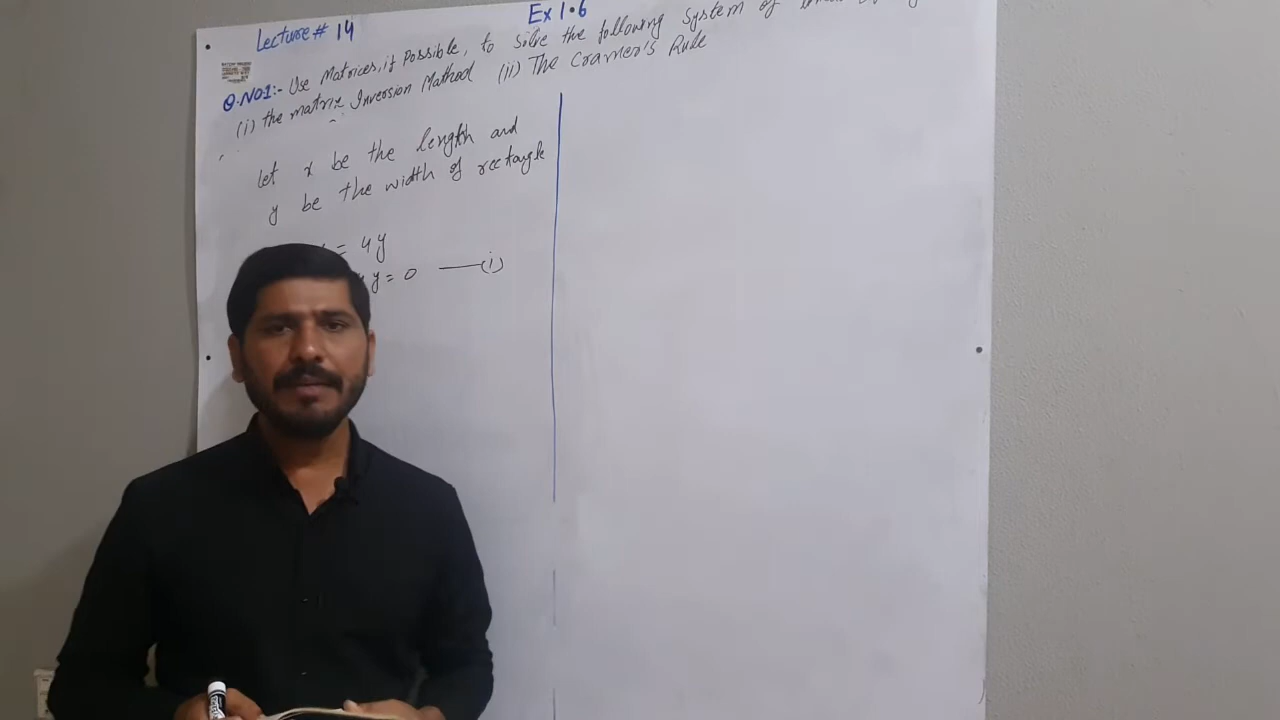 Lecture# 14
Ex 1.6
Q.NO1:- Use Matrices, if Possible, to solve the following system of
(i) the matrix Inversion Mathod (ii) The Cramer's Rule
let x be the length and
y be the width of rectangle
= 4y
y = 0 —(i)